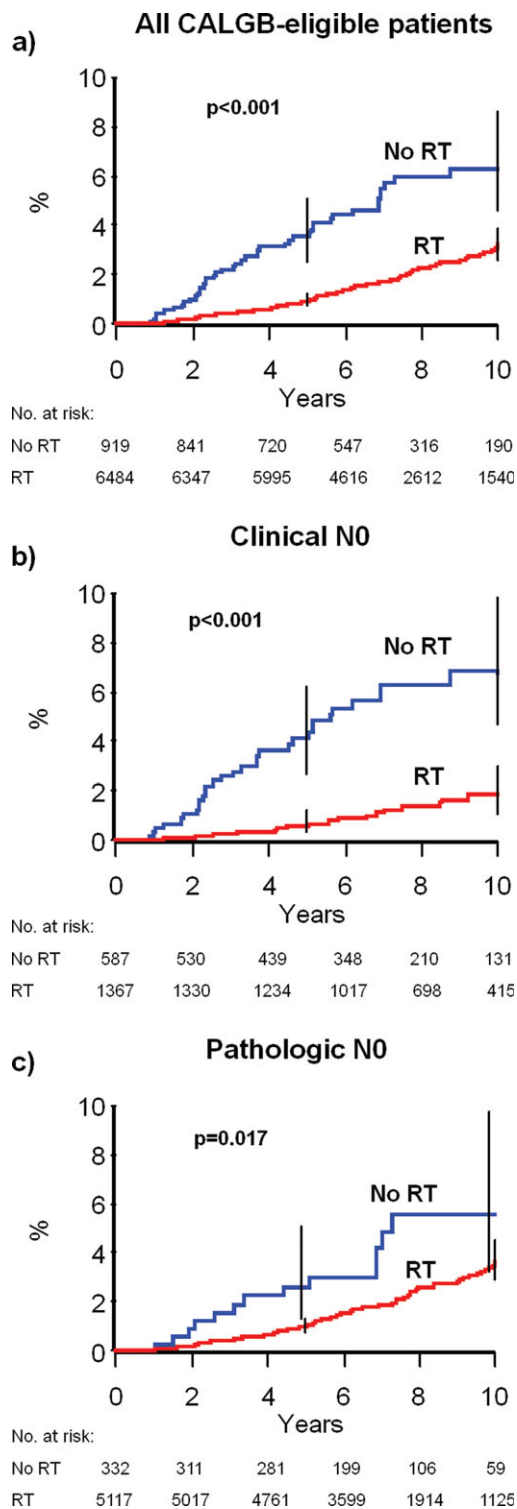 All CALGB-eligible patients
a)
10
p<0.001
8
No RT
6
%
4
RT
2
0
0 2 4 6 8 10
Years
No. at risk:
No RT 919 841 720 547 316 190
RT 6484 6347 5995 4616 2612 1540
Clinical N0
b)
10
p<0.001
8
No RT
6
%
4
RT
2
0
0 2 4 6 8 10
Years
No. at risk:
No RT 587 530 439 348 210 131
RT 1367 1330 1234 1017 698 415
Pathologic N0
c)
10
p=0.017
8
No RT
6
%
4
RT
2
0
0 2 4 6 8 10
Years
No. at risk:
No RT 332 311 281 199 106 59
RT 5117 5017 4761 3599 1914 1125